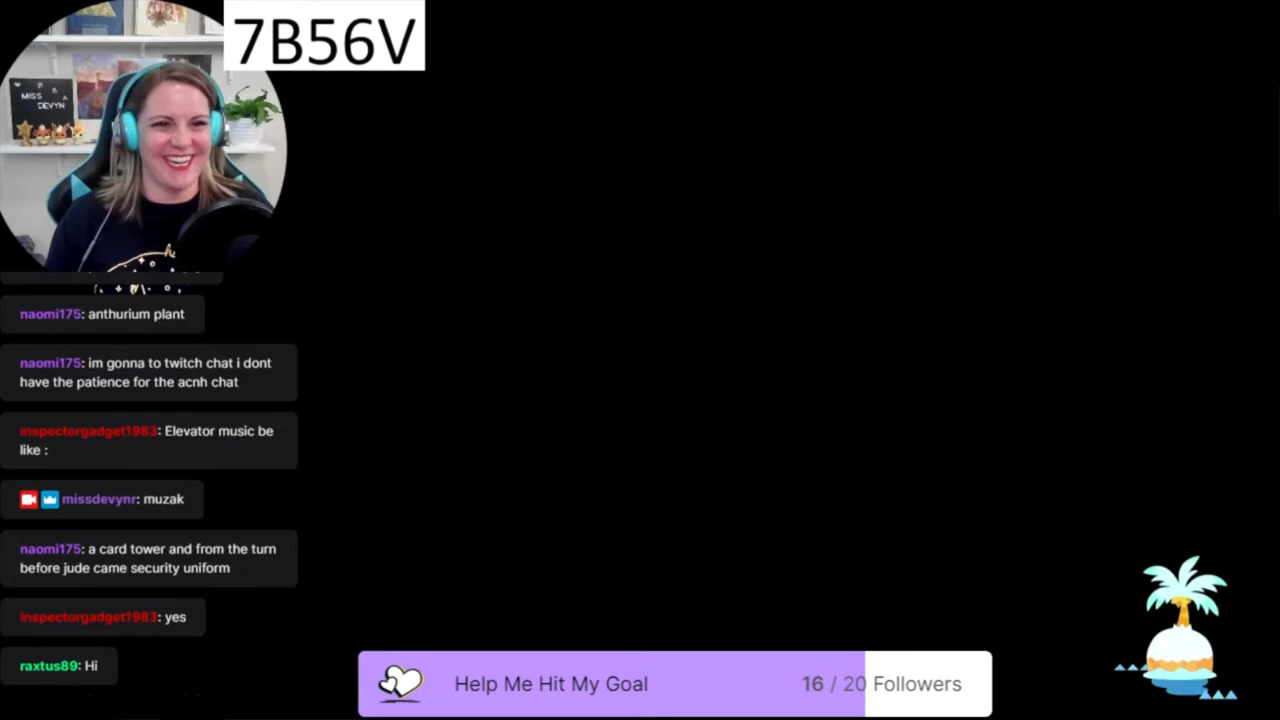 7B56V
MISS
DEVYN
naomi175: anthurium plant
naomi175: im gonna to twitch chat i dont
have the patience for the acnh chat
inspectorgadget1983: Elevator music be
like :
missdevynr: muzak
naomi175: a card tower and from the turn
before jude came security uniform
inspectorgadget1983: yes
raxtus89: Hi
Help Me Hit My Goal 16 / 20 Followers